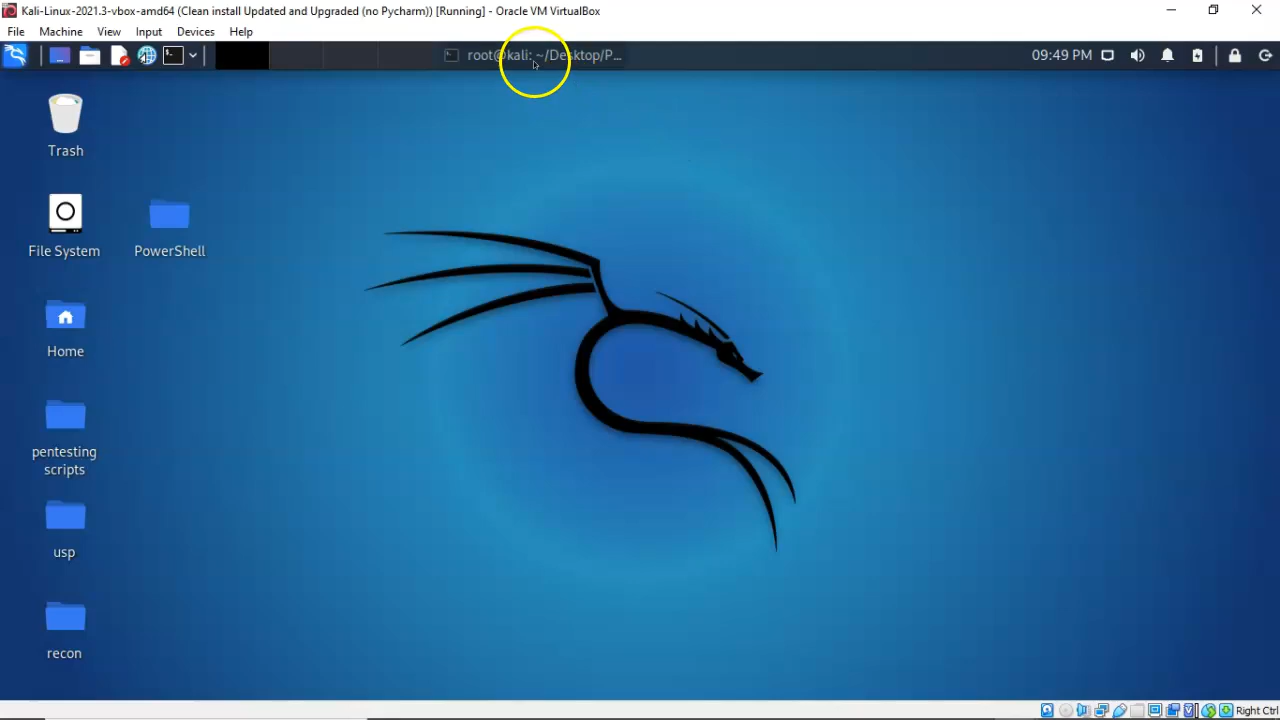 Kali-Linux-2021.3-vbox-amd64 (Clean install Updated and Upgraded (no Pycharm)) [Running] - Oracle VM VirtualBox
File Machine View Input Devices Help
root@kali: ~/Desktop/P...
09:49 PM
Trash
File System
PowerShell
Home
pentesting
scripts
usp
recon
Right Ctrl